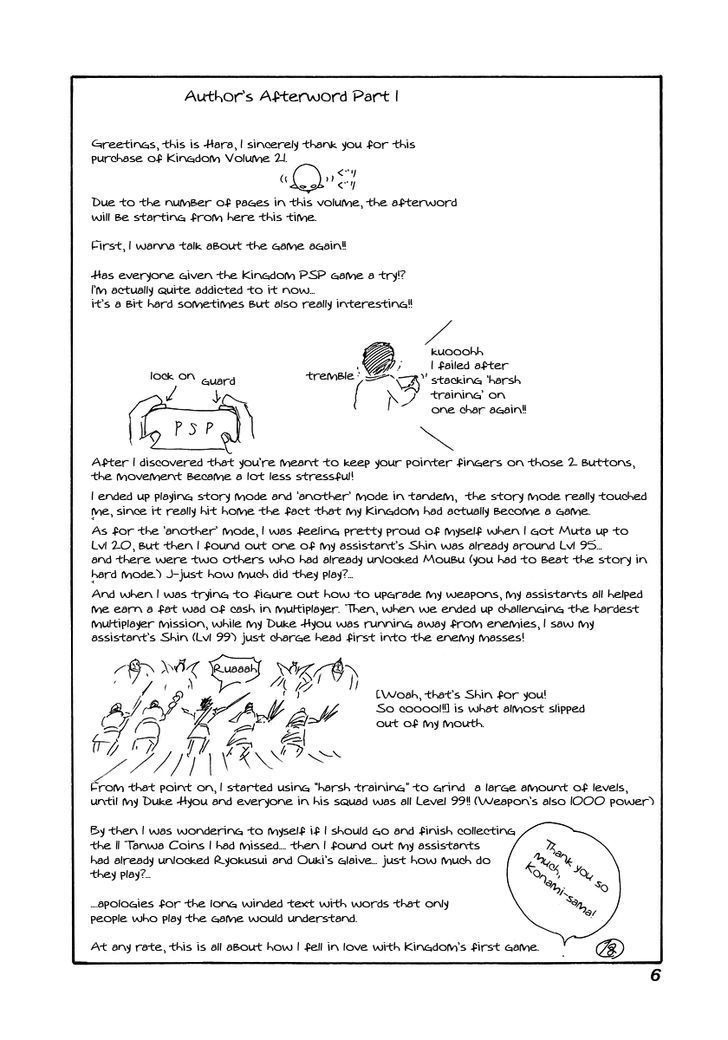 Author's Afterword Part 1
Greetings, this is Hara, I sincerely thank you for this
purchase of Kingdom Volume 21.
ペコリ
ペコリ
Due to the number of pages in this volume, the afterword
will be starting from here this time.
First, I wanna talk about the game again!!
Has everyone given the Kingdom PSP game a try!?
I'm actually quite addicted to it now...
it's a bit hard sometimes but also really interesting!!
lock on
guard
PSP
tremble
kuooohh
I failed after
stacking 'harsh
training' on
one char again!!
After I discovered that you're meant to keep your pointer fingers on those 2 buttons,
the movement became a lot less stressful!
I ended up playing story mode and 'another' mode in tandem, the story mode really touched
me, since it really hit home the fact that my Kingdom had actually become a game.
As for the 'another' mode, I was feeling pretty proud of myself when I got Muta up to
Lvl 20, but then I found out one of my assistant's Shin was already around Lvl 95...
and there were two others who had already unlocked Moubu (you had to beat the story in
hard mode.) J-just how much did they play?...
And when I was trying to figure out how to upgrade my weapons, my assistants all helped
me earn a fat wad of cash in multiplayer. Then, when we ended up challenging the hardest
multiplayer mission, while my Duke Hyou was running away from enemies, I saw my
assistant's Shin (Lvl 99) just charge head first into the enemy masses!
Ruaaah
[Woah, that's Shin for you!
So cooool!!] is what almost slipped
out of my mouth.
From that point on, I started using "harsh training" to grind a large amount of levels,
until my Duke Hyou and everyone in his squad was all Level 99!! (Weapon's also 1000 power)
By then I was wondering to myself if I should go and finish collecting
the 11 Tanwa Coins I had missed.... then I found out my assistants
had already unlocked Ryokusui and Ouki's Glaive... just how much do
they play?...
Thank you so
much,
Konami-sama!
...apologies for the long winded text with words that only
people who play the game would understand.
At any rate, this is all about how I fell in love with Kingdom's first game.
6